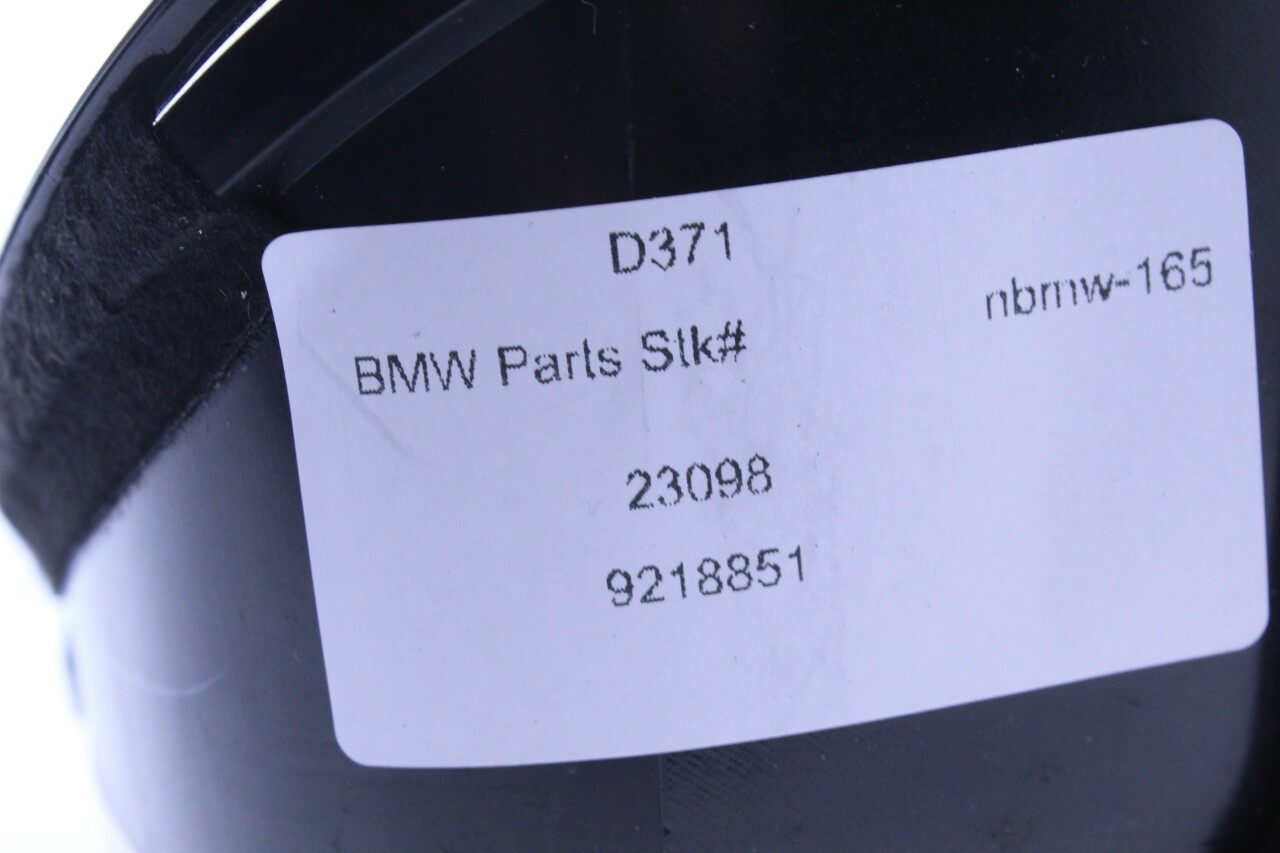 D371
nbmw-165
BMW Parts Stk#
23098
9218851